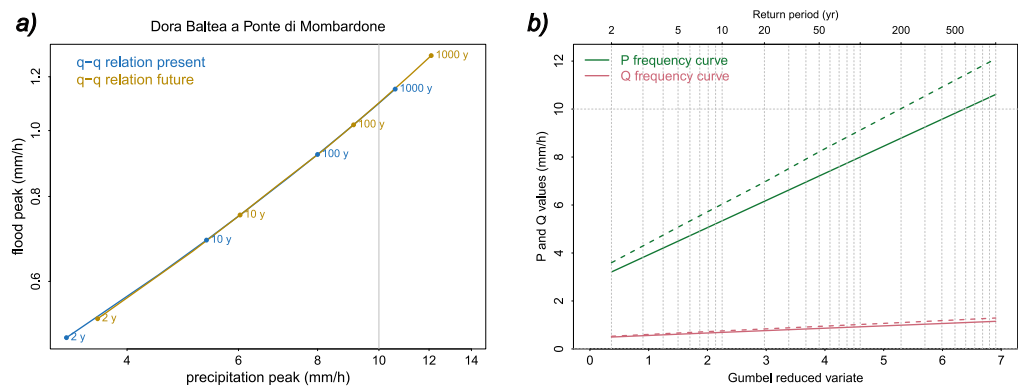 a)
Dora Baltea a Ponte di Mombardone
q−q relation present
q−q relation future
1000 y
1000 y
100 y
100 y
10 y
10 y
2 y
2 y
flood peak (mm/h)
0.6 0.8 1.0 1.2
4 6 8 10 12 14
precipitation peak (mm/h)
b)
Return period (yr)
2 5 10 20 50 200 500
P frequency curve
Q frequency curve
P and Q values (mm/h)
0 2 4 6 8 10 12
0 1 2 3 4 5 6 7
Gumbel reduced variate